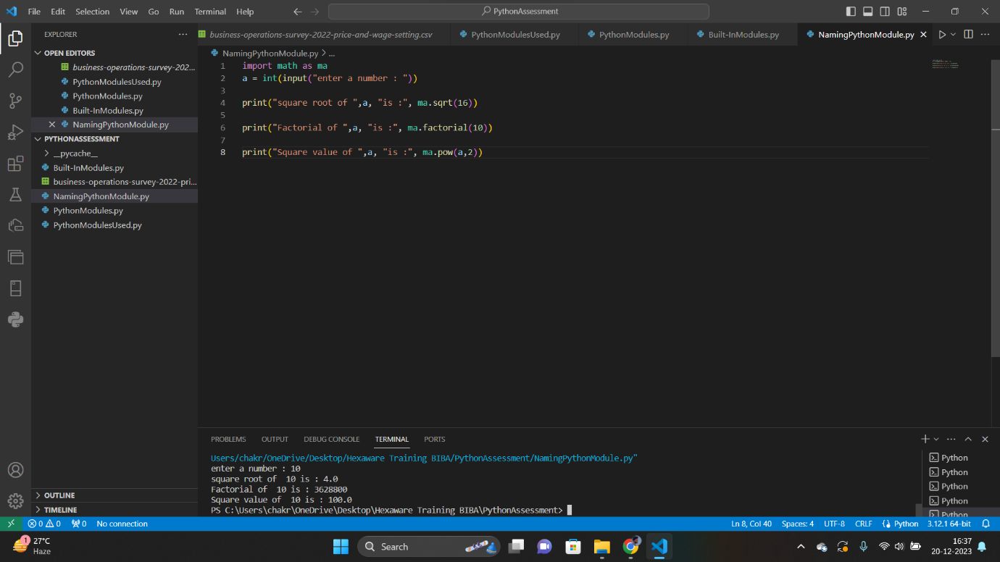 File Edit Selection View Go Run Terminal Help
PythonAssessment
EXPLORER
OPEN EDITORS
business-operations-survey-202...
PythonModulesUsed.py
PythonModules.py
Built-InModules.py
NamingPythonModule.py
PYTHONASSESSMENT
__pycache__
Built-InModules.py
business-operations-survey-2022-pri...
NamingPythonModule.py
PythonModules.py
PythonModulesUsed.py
OUTLINE
TIMELINE
business-operations-survey-2022-price-and-wage-setting.csv PythonModulesUsed.py PythonModules.py Built-InModules.py NamingPythonModule.py
NamingPythonModule.py > ...
1 import math as ma
2 a = int(input("enter a number : "))
3
4 print("square root of ",a, "is :", ma.sqrt(16))
5
6 print("Factorial of ",a, "is :", ma.factorial(10))
7
8 print("Square value of ",a, "is :", ma.pow(a,2))
PROBLEMS OUTPUT DEBUG CONSOLE TERMINAL PORTS
Users/chakr/OneDrive/Desktop/Hexaware Training BIBA/PythonAssessment/NamingPythonModule.py"
enter a number : 10
square root of  10 is : 4.0
Factorial of  10 is : 3628800
Square value of  10 is : 100.0
PS C:\Users\chakr\OneDrive\Desktop\Hexaware Training BIBA\PythonAssessment>
Python
Python
Python
Python
Python
0 0 0 No connection Ln 8, Col 40 Spaces: 4 UTF-8 CRLF Python 3.12.1 64-bit
1 27°C
Haze
Search
16:37
20-12-2023